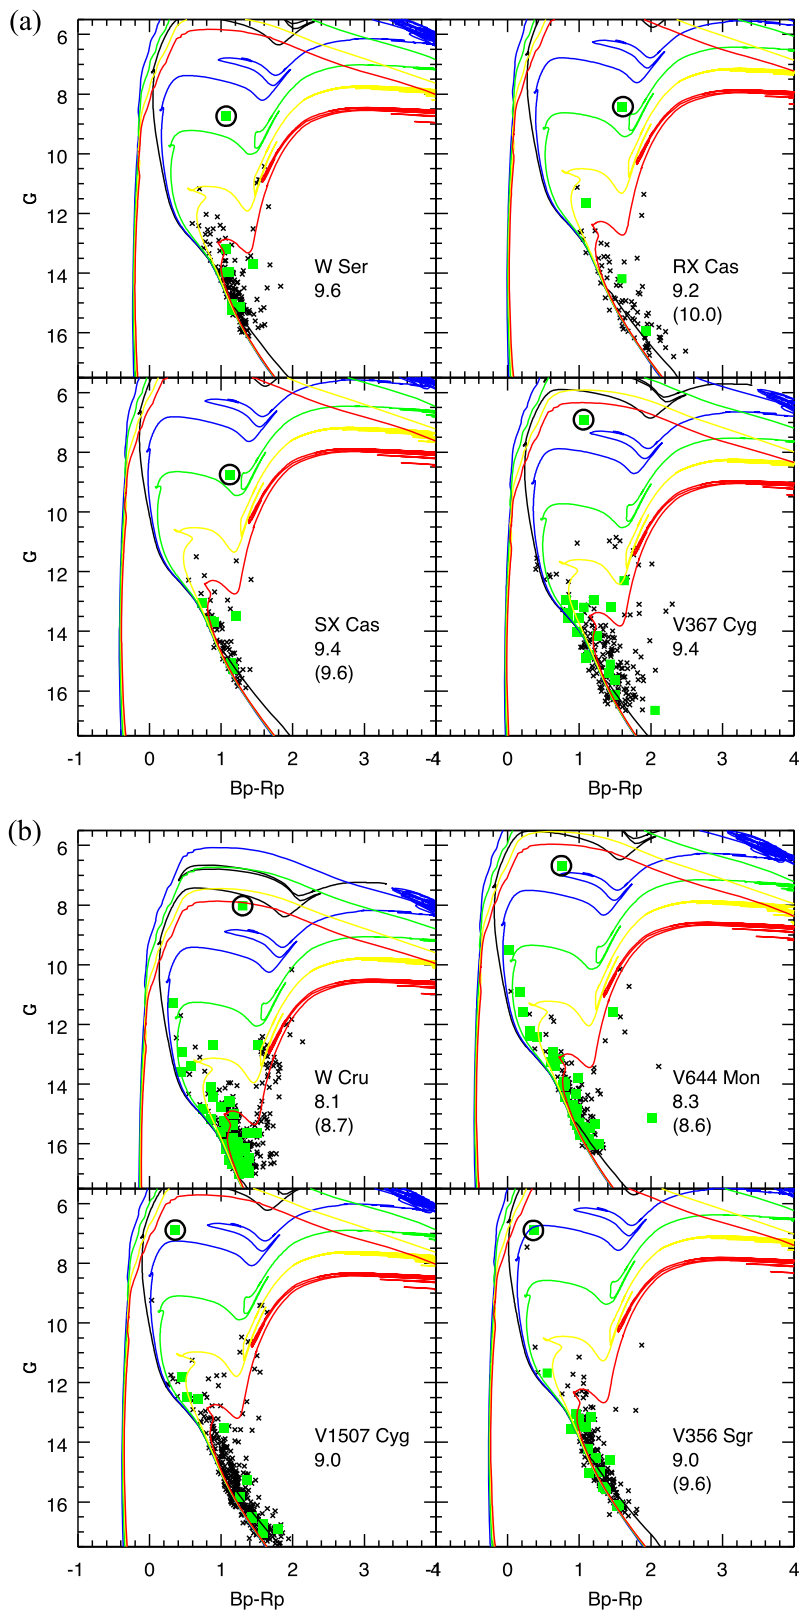 (a)
6
8
10
12
14
16
G
W Ser
9.6
RX Cas
9.2
(10.0)
6
8
10
12
14
16
G
SX Cas
9.4
(9.6)
V367 Cyg
9.4
-1 0 1 2 3 -4 0 1 2 3 4
Bp-Rp Bp-Rp
(b)
6
8
10
12
14
16
G
W Cru
8.1
(8.7)
V644 Mon
8.3
(8.6)
6
8
10
12
14
16
G
V1507 Cyg
9.0
V356 Sgr
9.0
(9.6)
-1 0 1 2 3 -4 0 1 2 3 4
Bp-Rp Bp-Rp